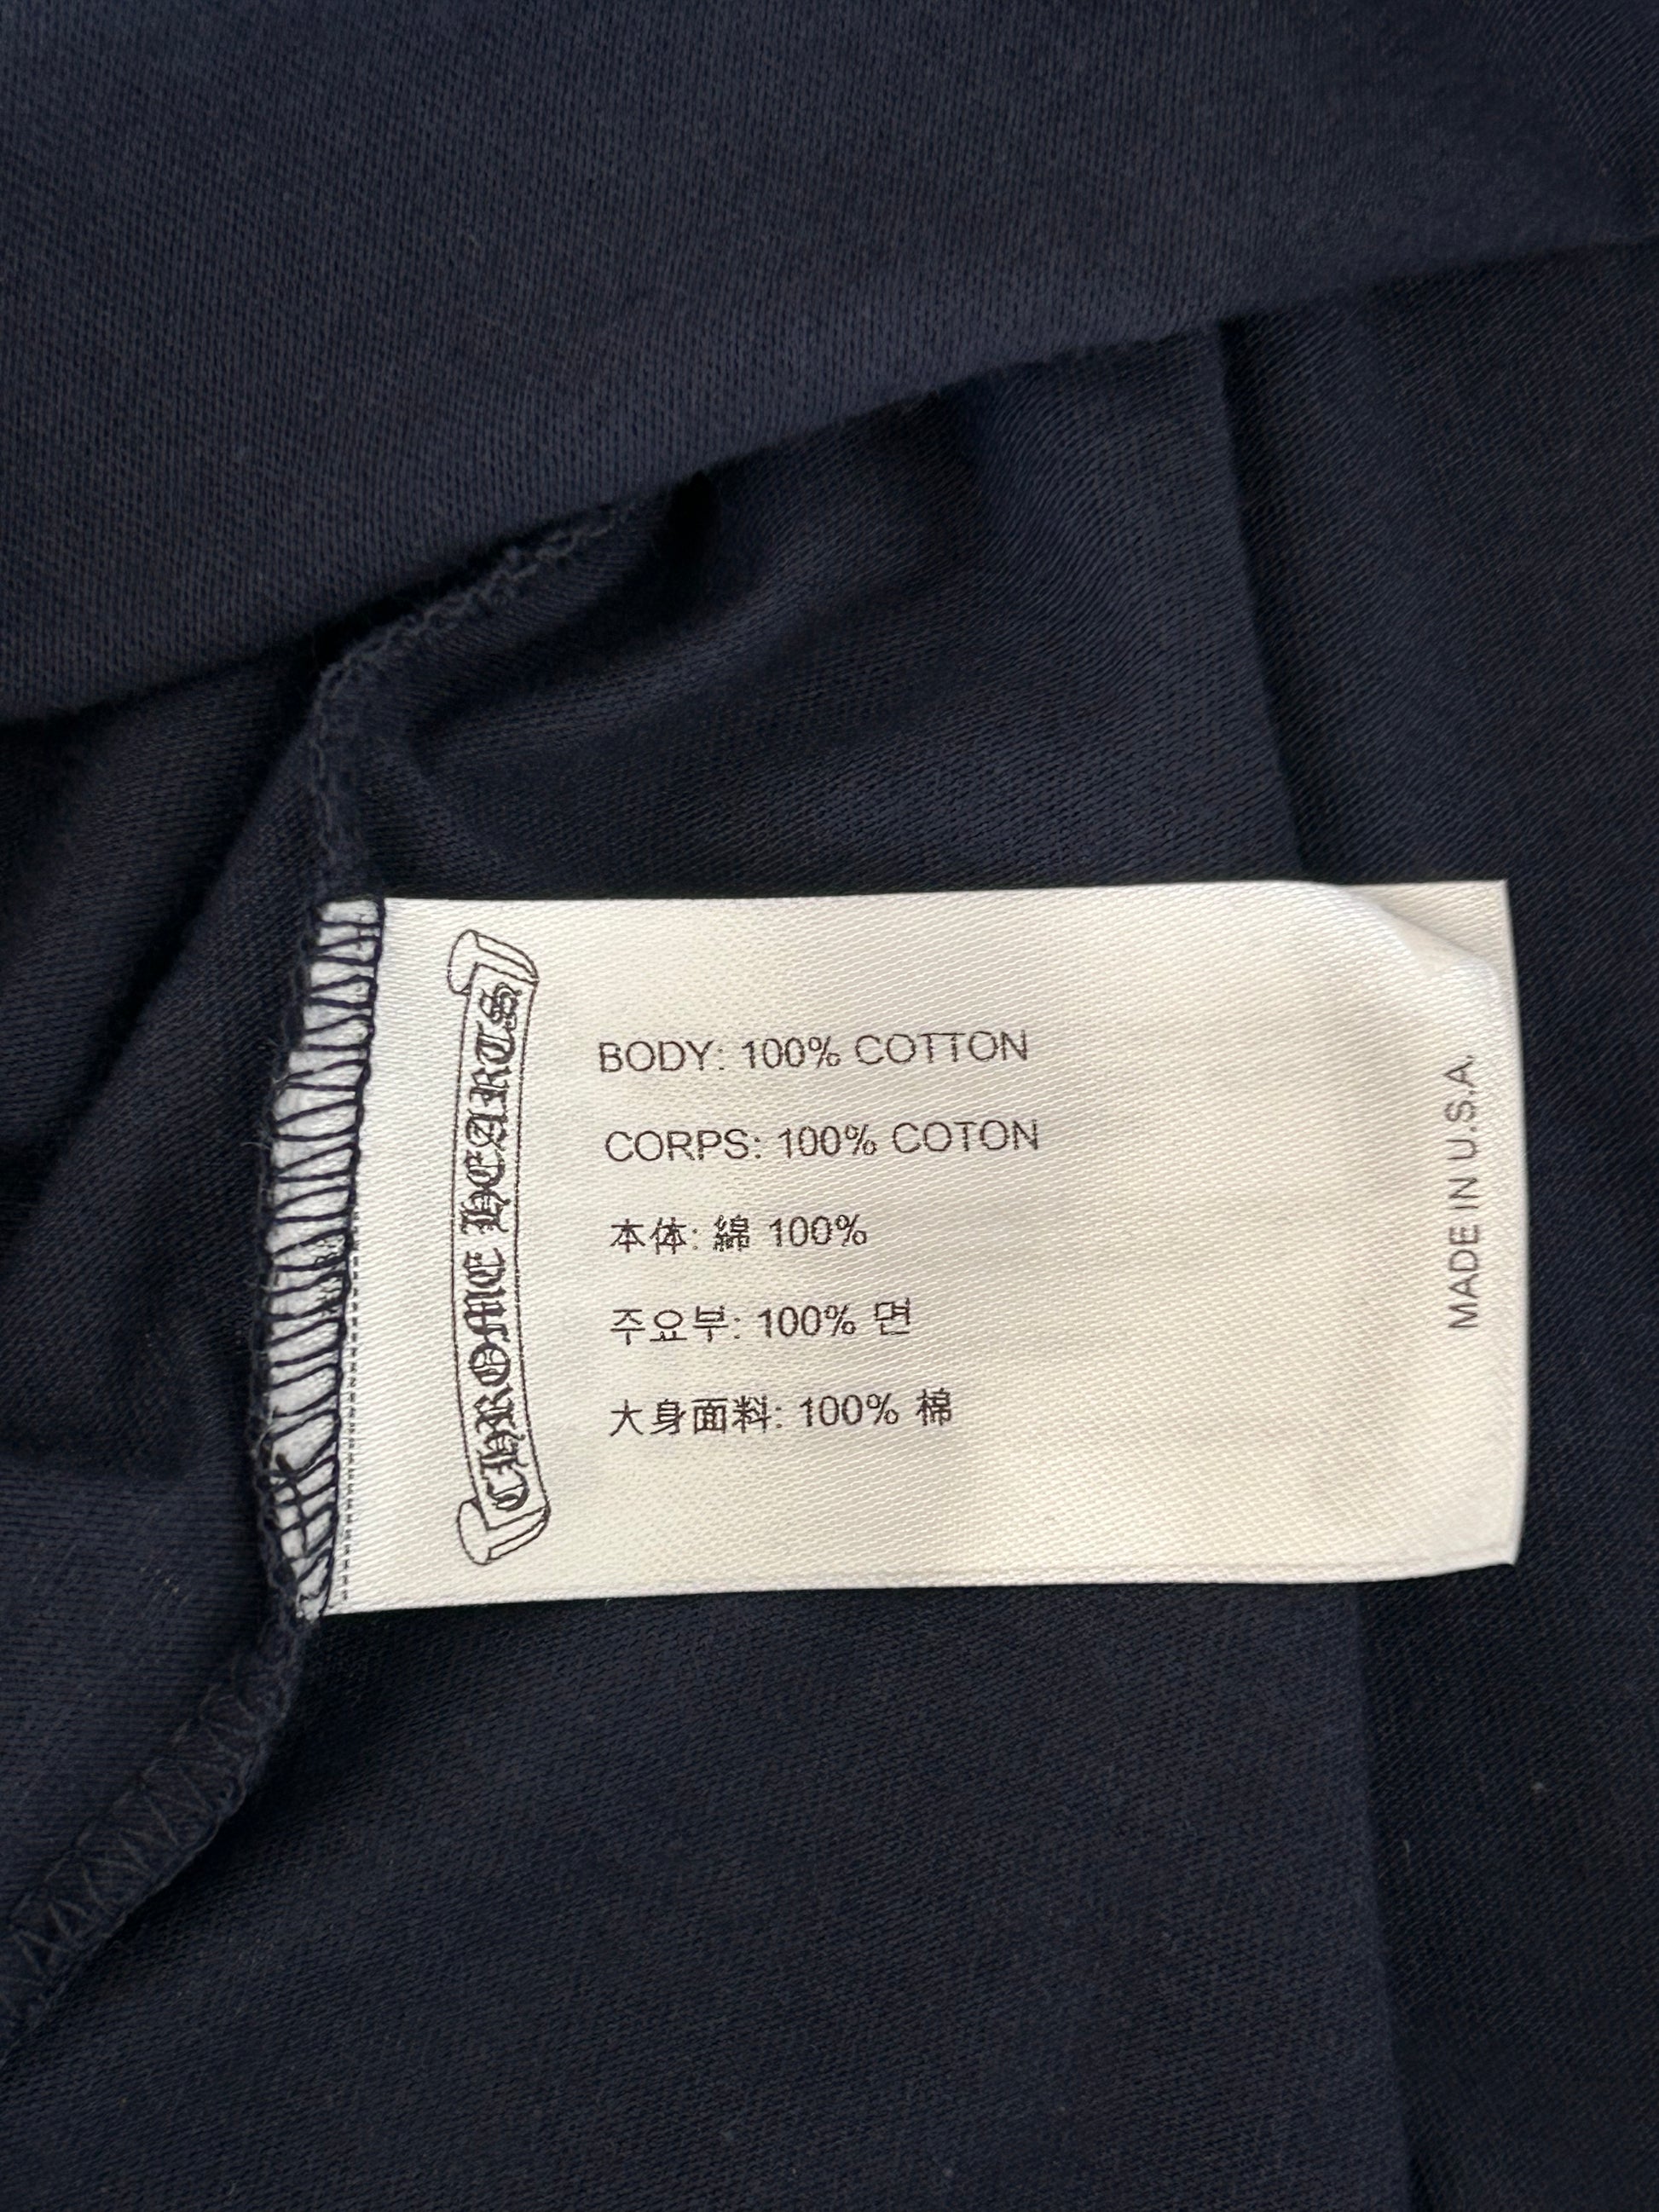 CHROME HEARTS
BODY: 100% COTTON
CORPS: 100% COTON
本体: 綿 100%
주요부: 100% 면
大身面料: 100% 棉
MADE IN U.S.A.